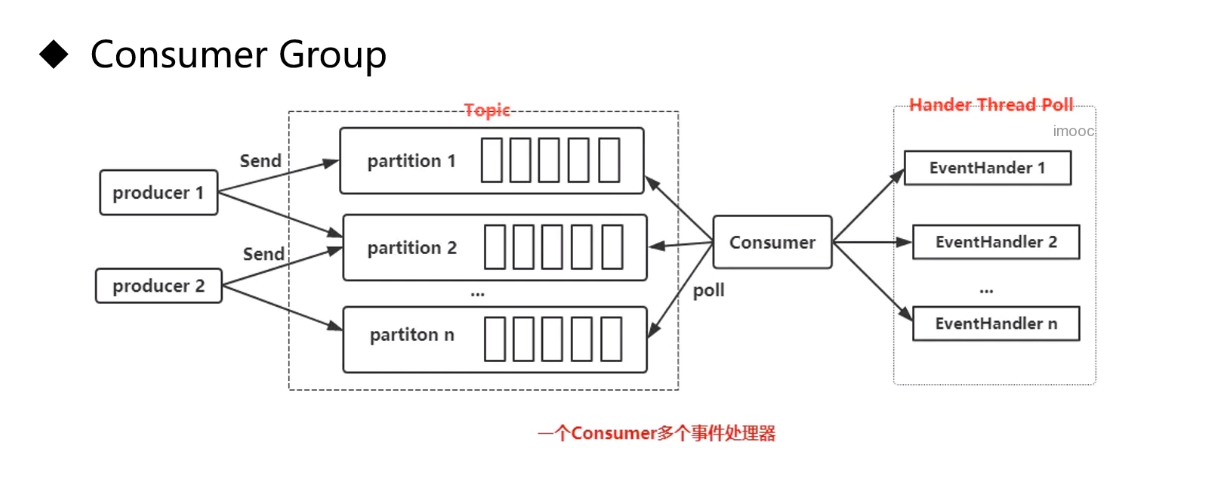 ◆ Consumer Group
Topic
Hander Thread Poll
imooc
Send
partition 1
EventHander 1
producer 1
partition 2
Consumer
EventHandler 2
Send
producer 2
...
poll
...
partiton n
EventHandler n
一个Consumer多个事件处理器